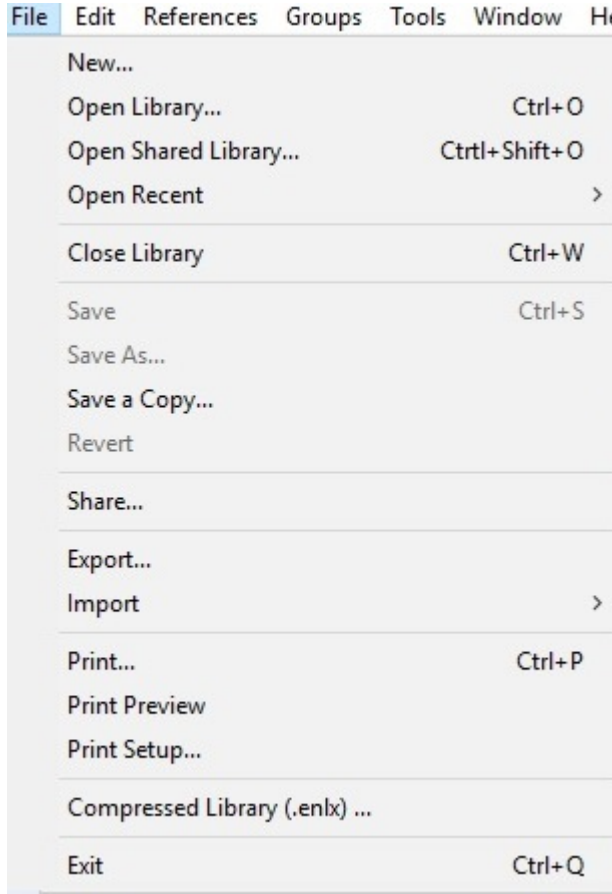 File Edit References Groups Tools Window
New...
Open Library... Ctrl+O
Open Shared Library... Ctrtl+Shift+O
Open Recent >
Close Library Ctrl+W
Save Ctrl+S
Save As...
Save a Copy...
Revert
Share...
Export...
Import >
Print... Ctrl+P
Print Preview
Print Setup...
Compressed Library (.enlx) ...
Exit Ctrl+Q